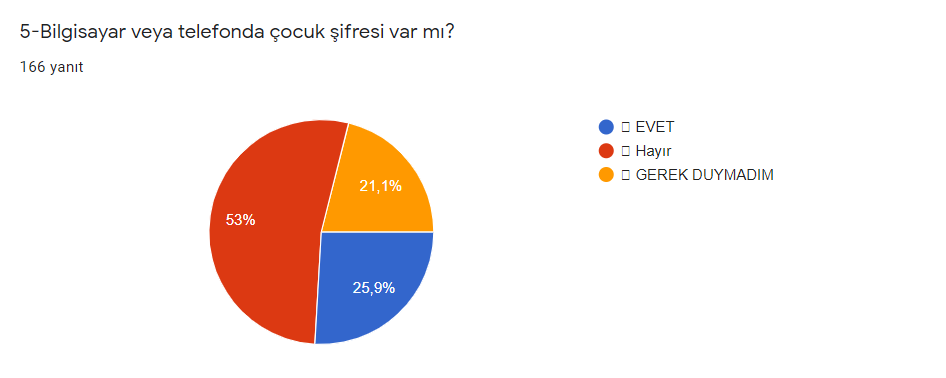 5-Bilgisayar veya telefonda çocuk şifresi var mı?
166 yanıt
21,1%
53%
25,9%
EVET
Hayır
GEREK DUYMADIM